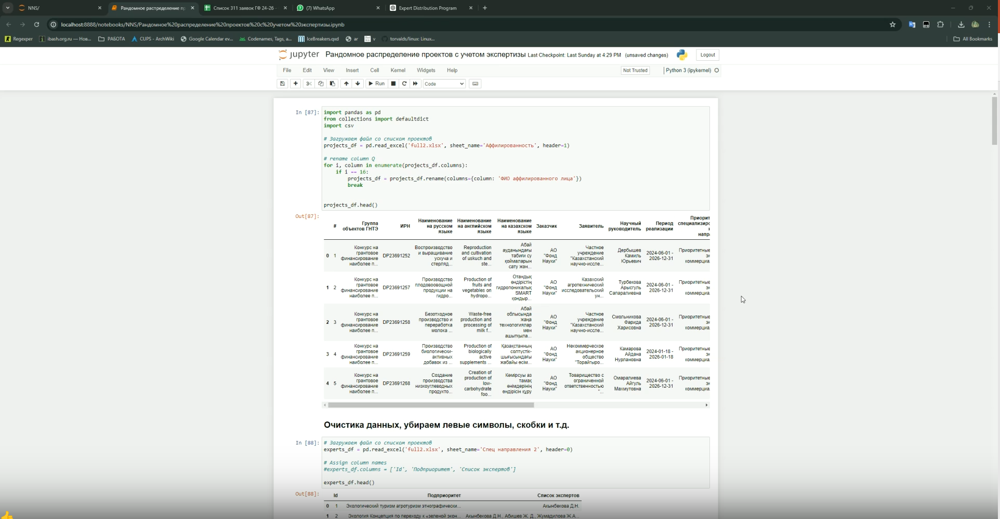 NNS/
Рандомное распределение пр
Список 311 заявок ГФ 24-26
(7) WhatsApp
Expert Distribution Program
localhost:8888/notebooks/NNS/Рандомное%20распределение%20проектов%20с%20учетом%20экспертизы.ipynb
Regexper
ibash.org.ru — Нов...
РАБОТА
CUPS - ArchWiki
Google Calendar ev...
Codenames, Tags, a...
IceBreakers.qxd
ar
v
torvalds/linux: Linux...
All Bookmarks
jupyter Рандомное распределение проектов с учетом экспертизы Last Checkpoint: Last Sunday at 4:29 PM (unsaved changes)
Logout
File Edit View Insert Cell Kernel Widgets Help
Not Trusted
Python 3 (ipykernel)
Run
Code
In [87]:
import pandas as pd
from collections import defaultdict
import csv
# Загружаем файл со списком проектов
projects_df = pd.read_excel('full2.xlsx', sheet_name='Аффилированность', header=1)
# rename column Q
for i, column in enumerate(projects_df.columns):
if i == 16:
projects_df = projects_df.rename(columns={column: 'ФИО аффилированного лица'})
break
projects_df.head()
Out[87]:
#
Группа
объектов ГНТЭ
ИРН
Наименование
на русском
языке
Наименование
на английском
языке
Наименование
на казахском
языке
Заказчик
Заявитель
Научный
руководитель
Период
реализации
Приорит
специализирс
н
напра
0 1
Конкурс на
грантовое
финансирование
наиболее п...
DP23691252
Воспроизводство
и выращивание
ускуча и
стерляд...
Reproduction
and cultivation
of uskuch and
ste...
Абай
ауданындағы
табиғи су
қоймаларын
сату жән...
АО
"Фонд
Науки"
Частное
учреждение
"Казахстанский
научно-иссле...
Дербышев
Камиль
Юрьевич
2024-06-01 -
2026-12-31
Приоритетные
эк
коммерциа.
1 2
Конкурс на
грантовое
финансирование
наиболее п...
DP23691257
Производство
плодовоовощной
продукции на
гидро...
Production of
fruits and
vegetables on
hydropo...
Отандық
өндірістің
гидропоникалық
SMART
қондыр...
АО
"Фонд
Науки"
Казахский
агротехнический
исследовательский
ун...
Турбекова
Арысгуль
Сапаралиевна
2024-06-01 -
2026-12-31
Приоритетные
эк
коммерциа.
2 3
Конкурс на
грантовое
финансирование
наиболее п...
DP23691258
Безотходное
производство и
переработка
молока ...
Waste-free
production and
processing of
milk f...
Абай
облысында
жаңа
технологиялар
мен
ашытқыла...
АО
"Фонд
Науки"
Частное
учреждение
"Казахстанский
научно-иссле...
Смольникова
Фарида
Харисовна
2024-06-01 -
2026-12-31
Приоритетные
эк
коммерциа.
3 4
Конкурс на
грантовое
финансирование
наиболее п...
DP23691259
Производство
биологически-
активных
добавок из ...
Production of
biologically
active
supplements ...
Қазақстанның
солтүстік-
шығысындағы
жабайы өсім...
АО
"Фонд
Науки"
Некоммерческое
акционерное
общество
"Торайгыро...
Камарова
Айдана
Нурлановна
2024-01-18 -
2026-01-18
Приоритетные
эк
коммерциа.
4 5
Конкурс на
грантовое
финансирование
наиболее п...
DP23691268
Создание
производства
низкоуглеводных
продукто...
Creation of
production of
low-
carbohydrate
foo...
Көмірсуы аз
тамақ
өнімдерінің
өндірісін құру
АО
"Фонд
Науки"
Товарищество с
ограниченной
ответственностью
"...
Омаралиева
Айгуль
Махмутовна
2024-06-01 -
2026-12-31
Приоритетные
эк
коммерциа.
Очистика данных, убираем левые символы, скобки и т.д.
In [88]:
# Загружаем файл со списком проектов
experts_df = pd.read_excel('full2.xlsx', sheet_name='Спец направления 2', header=0)
# Assign column names
#experts_df.columns = ['Id', 'Подприоритет', 'Список экспертов']
experts_df.head()
Out[88]:
Id Подприоритет Список экспертов
0 1 Экологический туризм агротуризм этнографически... Акынбекова Д.Н.
1 2 Экология Концепция по переходу к «зеленой экон... Акынбекова Д.Н., Абишев Ж. Д., Жумадилова Ж.А...